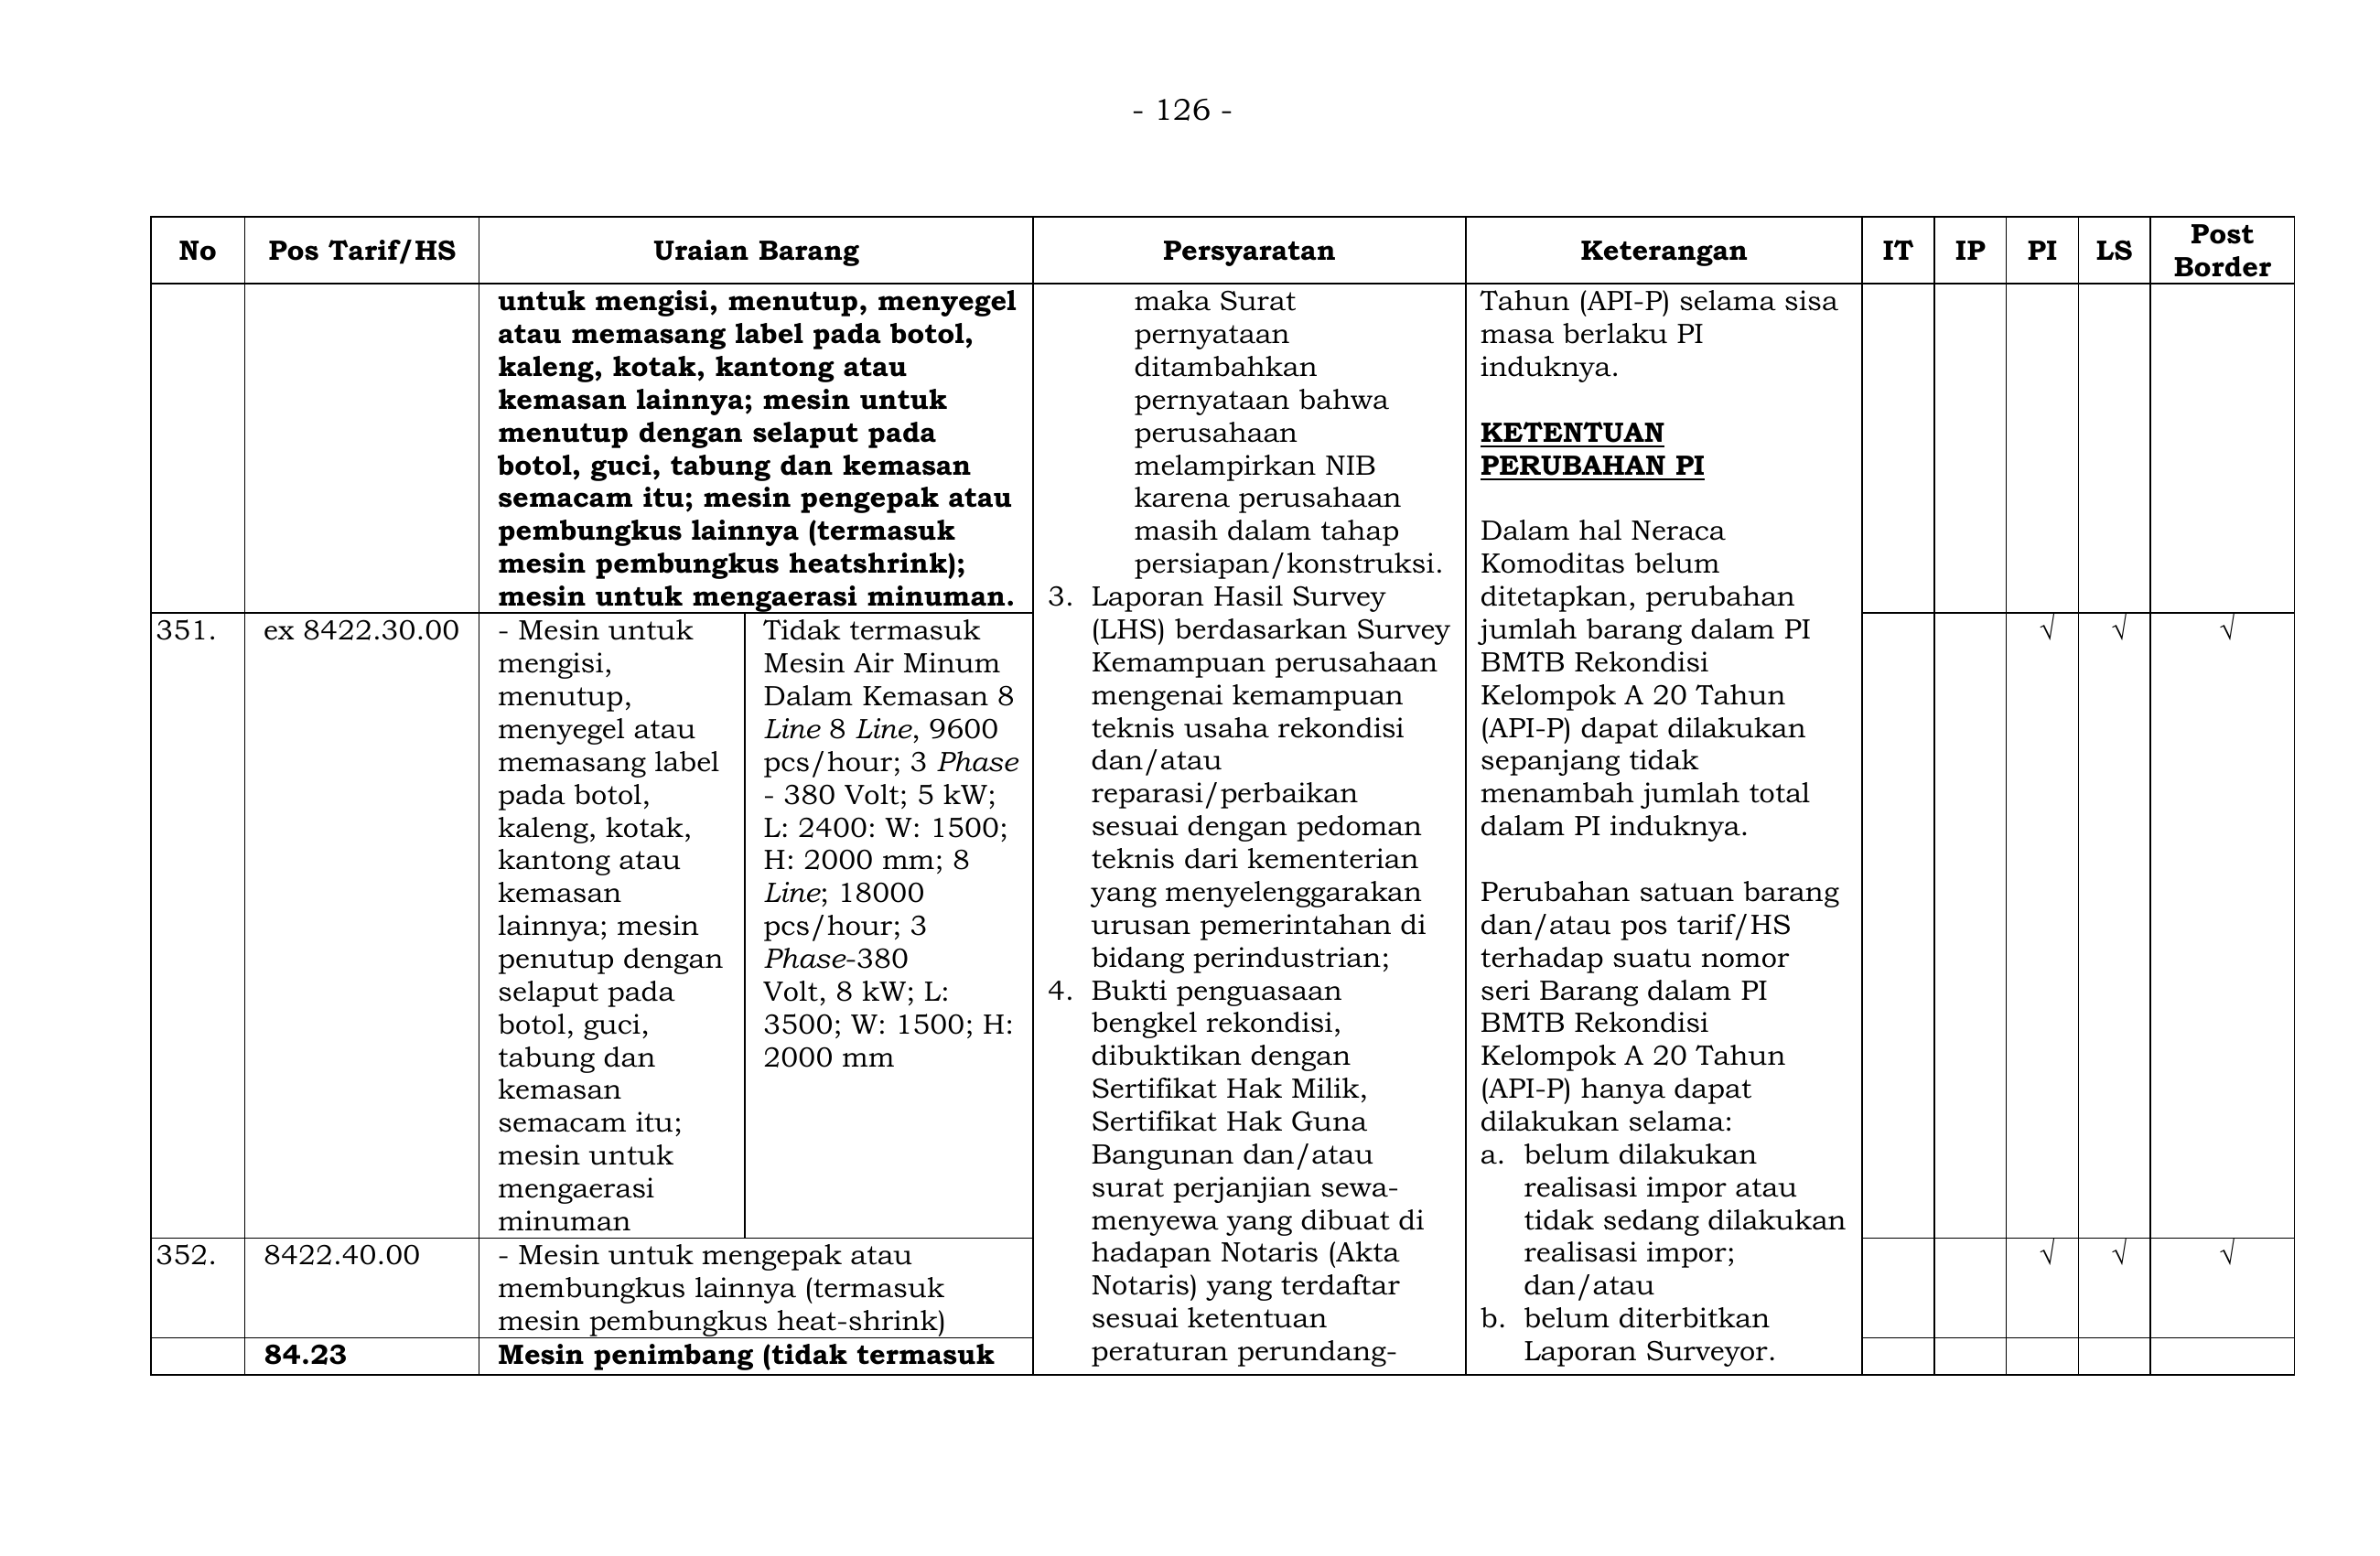 - 126 -
No
Pos Tarif/HS
Uraian Barang
Persyaratan
Keterangan
IT
IP
PI
LS
Post
Border
untuk mengisi, menutup, menyegel
atau memasang label pada botol,
kaleng, kotak, kantong atau
kemasan lainnya; mesin untuk
menutup dengan selaput pada
botol, guci, tabung dan kemasan
semacam itu; mesin pengepak atau
pembungkus lainnya (termasuk
mesin pembungkus heatshrink);
mesin untuk mengaerasi minuman.
351.
ex 8422.30.00
- Mesin untuk
mengisi,
menutup,
menyegel atau
memasang label
pada botol,
kaleng, kotak,
kantong atau
kemasan
lainnya; mesin
penutup dengan
selaput pada
botol, guci,
tabung dan
kemasan
semacam itu;
mesin untuk
mengaerasi
minuman
Tidak termasuk
Mesin Air Minum
Dalam Kemasan 8
Line 8 Line, 9600
pcs/hour; 3 Phase
- 380 Volt; 5 kW;
L: 2400: W: 1500;
H: 2000 mm; 8
Line; 18000
pcs/hour; 3
Phase-380
Volt, 8 kW; L:
3500; W: 1500; H:
2000 mm
√
√
√
352.
8422.40.00
- Mesin untuk mengepak atau
membungkus lainnya (termasuk
mesin pembungkus heat-shrink)
√
√
√
84.23
Mesin penimbang (tidak termasuk
maka Surat
pernyataan
ditambahkan
pernyataan bahwa
perusahaan
melampirkan NIB
karena perusahaan
masih dalam tahap
persiapan/konstruksi.
3. Laporan Hasil Survey
(LHS) berdasarkan Survey
Kemampuan perusahaan
mengenai kemampuan
teknis usaha rekondisi
dan/atau
reparasi/perbaikan
sesuai dengan pedoman
teknis dari kementerian
yang menyelenggarakan
urusan pemerintahan di
bidang perindustrian;
4. Bukti penguasaan
bengkel rekondisi,
dibuktikan dengan
Sertifikat Hak Milik,
Sertifikat Hak Guna
Bangunan dan/atau
surat perjanjian sewa-
menyewa yang dibuat di
hadapan Notaris (Akta
Notaris) yang terdaftar
sesuai ketentuan
peraturan perundang-
Tahun (API-P) selama sisa
masa berlaku PI
induknya.
KETENTUAN
PERUBAHAN PI
Dalam hal Neraca
Komoditas belum
ditetapkan, perubahan
jumlah barang dalam PI
BMTB Rekondisi
Kelompok A 20 Tahun
(API-P) dapat dilakukan
sepanjang tidak
menambah jumlah total
dalam PI induknya.
Perubahan satuan barang
dan/atau pos tarif/HS
terhadap suatu nomor
seri Barang dalam PI
BMTB Rekondisi
Kelompok A 20 Tahun
(API-P) hanya dapat
dilakukan selama:
a. belum dilakukan
realisasi impor atau
tidak sedang dilakukan
realisasi impor;
dan/atau
b. belum diterbitkan
Laporan Surveyor.